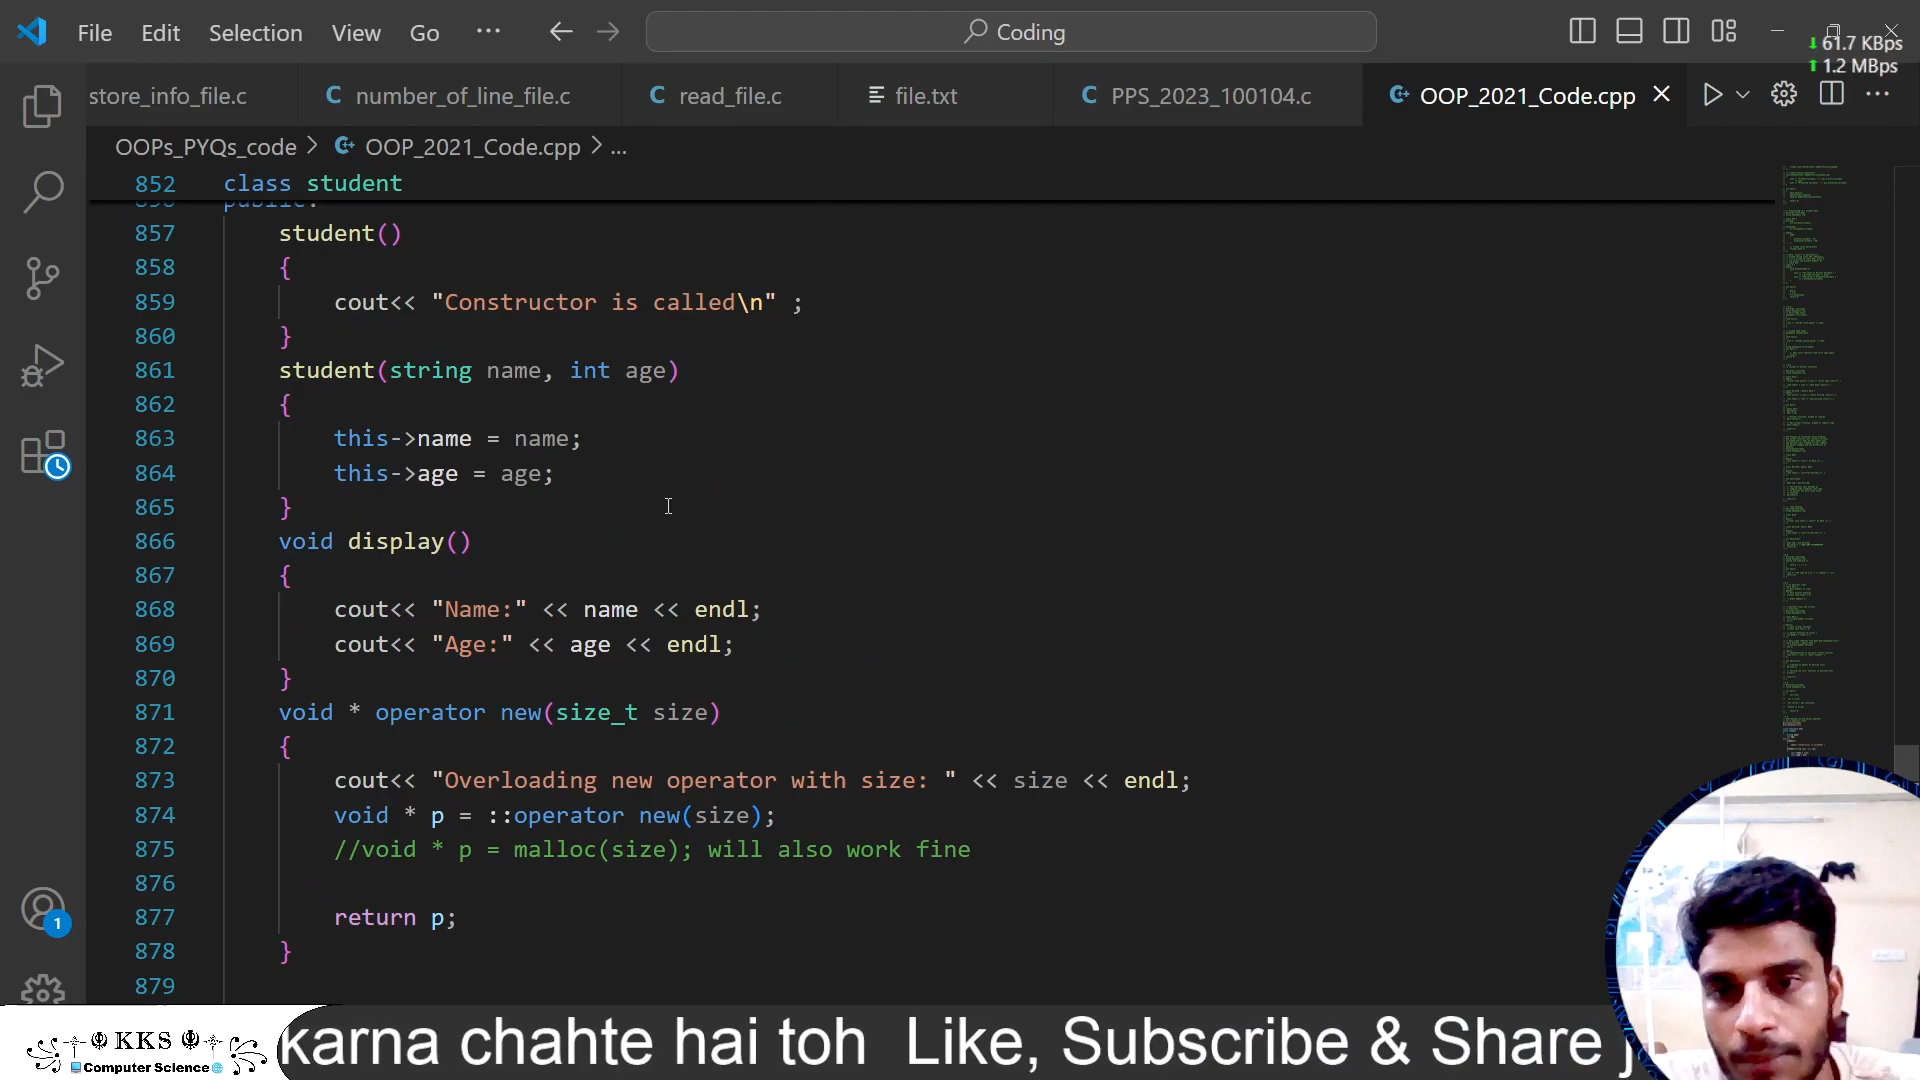 File Edit Selection View Go ··· Coding
61.7 KBps
1.2 MBps
store_info_file.c C number_of_line_file.c C read_file.c file.txt C PPS_2023_100104.c OOP_2021_Code.cpp
OOPs_PYQs_code > OOP_2021_Code.cpp > ...
852 class student
856 public:
857 student()
858 {
859 cout<< "Constructor is called\n" ;
860 }
861 student(string name, int age)
862 {
863 this->name = name;
864 this->age = age;
865 }
866 void display()
867 {
868 cout<< "Name:" << name << endl;
869 cout<< "Age:" << age << endl;
870 }
871 void * operator new(size_t size)
872 {
873 cout<< "Overloading new operator with size: " << size << endl;
874 void * p = ::operator new(size);
875 //void * p = malloc(size); will also work fine
876
877 return p;
878 }
879
1
KKS
Computer Science
karna chahte hai toh Like, Subscribe & Share j